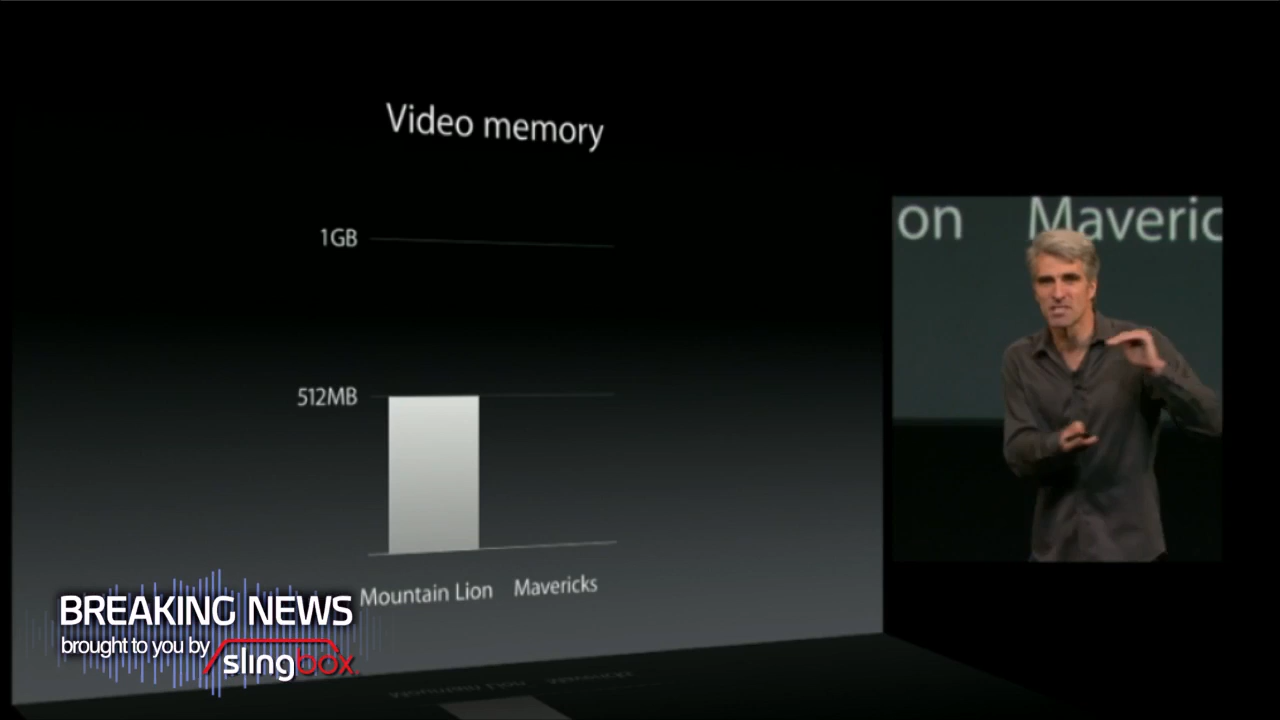 Video memory
1GB
512MB
Mountain Lion Mavericks
on Maveric
BREAKING NEWS
brought to you by
slingbox